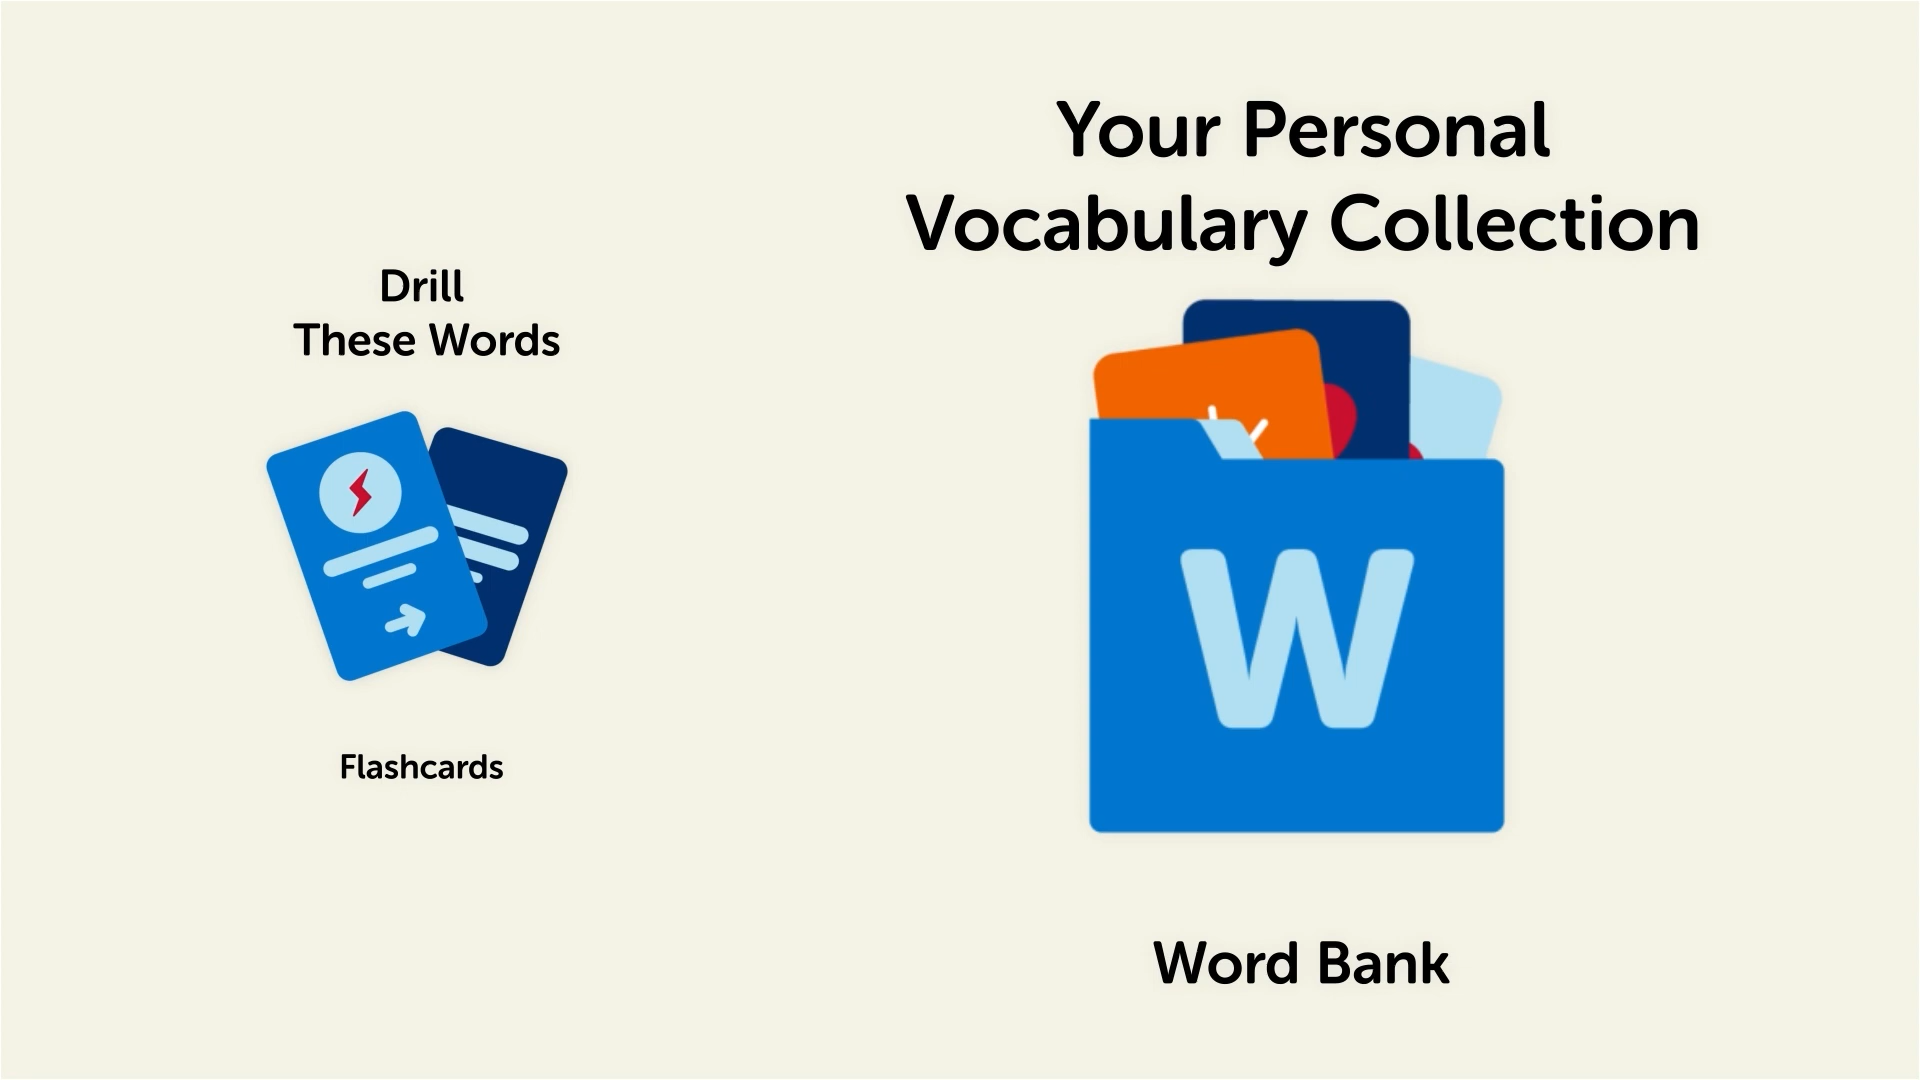 Drill
These Words
Flashcards
Your Personal
Vocabulary Collection
W
Word Bank